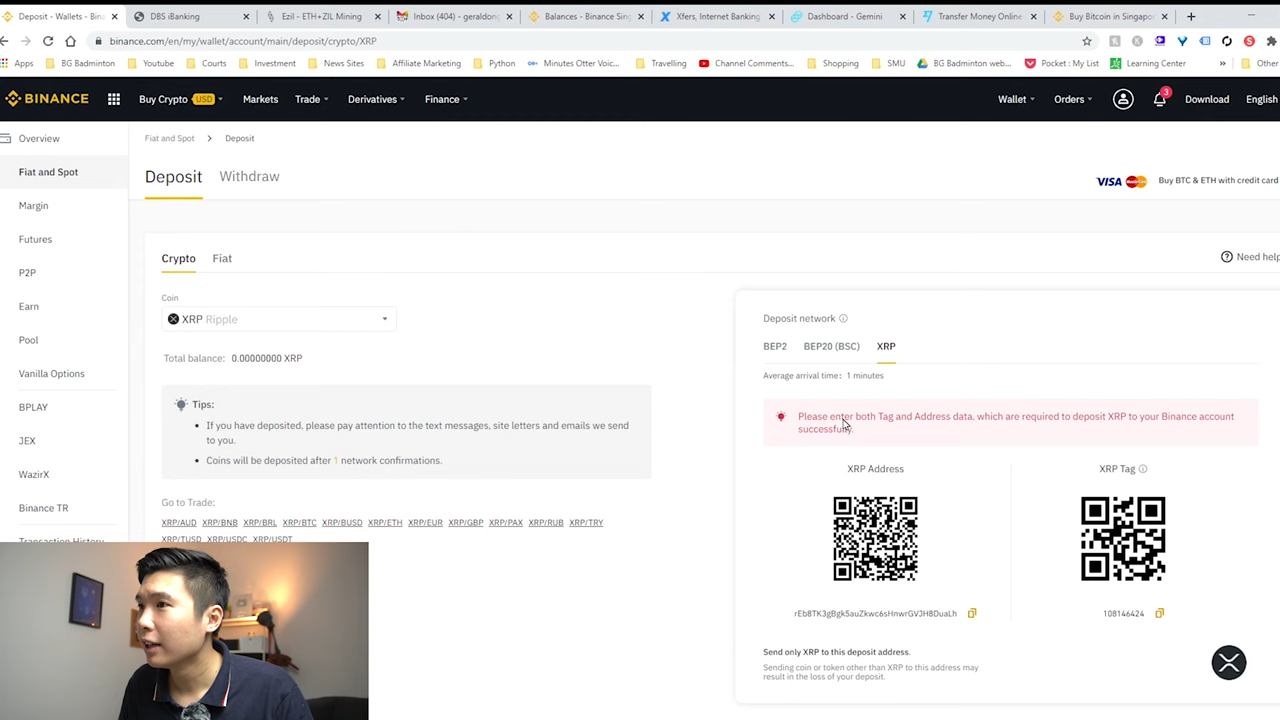 Deposit - Wallets - Binance
DBS iBanking
Ezil - ETH+ZIL Mining
Inbox (404) - geraldong
Balances - Binance Sin
Xfers, Internet Banking
Dashboard - Gemini
Transfer Money Online
Buy Bitcoin in Singapo
binance.com/en/my/wallet/account/main/deposit/crypto/XRP
Apps
BG Badminton
Youtube
Courts
Investment
News Sites
Affiliate Marketing
Python
Minutes Otter Voic...
Travelling
Channel Comments...
Shopping
SMU
BG Badminton web...
Pocket : My List
Learning Center
Other
BINANCE
Buy Crypto USD
Markets
Trade
Derivatives
Finance
Wallet
Orders
3
Download
English
Overview
Fiat and Spot
Margin
Futures
P2P
Earn
Pool
Vanilla Options
BPLAY
JEX
WazirX
Binance TR
Transaction History
Fiat and Spot > Deposit
Deposit
Withdraw
VISA Buy BTC & ETH with credit card
Crypto
Fiat
Need help
Coin
XRP Ripple
Total balance: 0.00000000 XRP
Tips:
• If you have deposited, please pay attention to the text messages, site letters and emails we send
to you.
• Coins will be deposited after 1 network confirmations.
Go to Trade:
XRP/AUD XRP/BNB XRP/BRL XRP/BTC XRP/BUSD XRP/ETH XRP/EUR XRP/GBP XRP/PAX XRP/RUB XRP/TRY
XRP/TUSD XRP/USDC XRP/USDT
Deposit network
BEP2
BEP20 (BSC)
XRP
Average arrival time: 1 minutes
Please enter both Tag and Address data, which are required to deposit XRP to your Binance account
successfully.
XRP Address
XRP Tag
rEb8TK3gBgk5auZkwc6sHnwrGVJH8DuaLh
108146424
Send only XRP to this deposit address.
Sending coin or token other than XRP to this address may
result in the loss of your deposit.